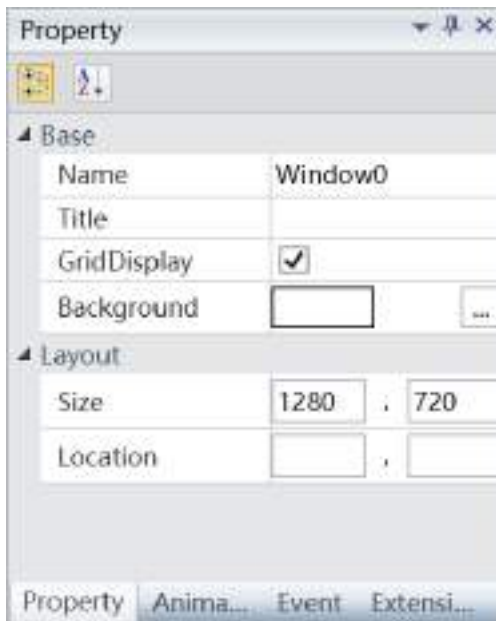 Property
Base
Name Window0
Title
GridDisplay
Background ...
Layout
Size 1280 , 720
Location ,
Property Anima... Event Extensi...